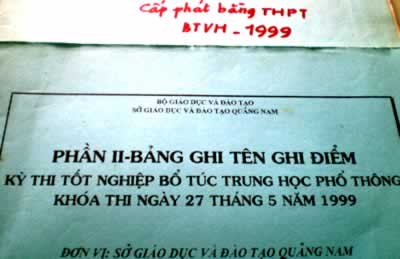 Cấp phát bằng THPT
BTVH - 1999
BỘ GIÁO DỤC VÀ ĐÀO TẠO
SỞ GIÁO DỤC VÀ ĐÀO TẠO QUẢNG NAM
PHẦN II-BẢNG GHI TÊN GHI ĐIỂM
KỲ THI TỐT NGHIỆP BỔ TÚC TRUNG HỌC PHỔ THÔNG
KHÓA THI NGÀY 27 THÁNG 5 NĂM 1999
ĐƠN VỊ: SỞ GIÁO DỤC VÀ ĐÀO TẠO QUẢNG NAM